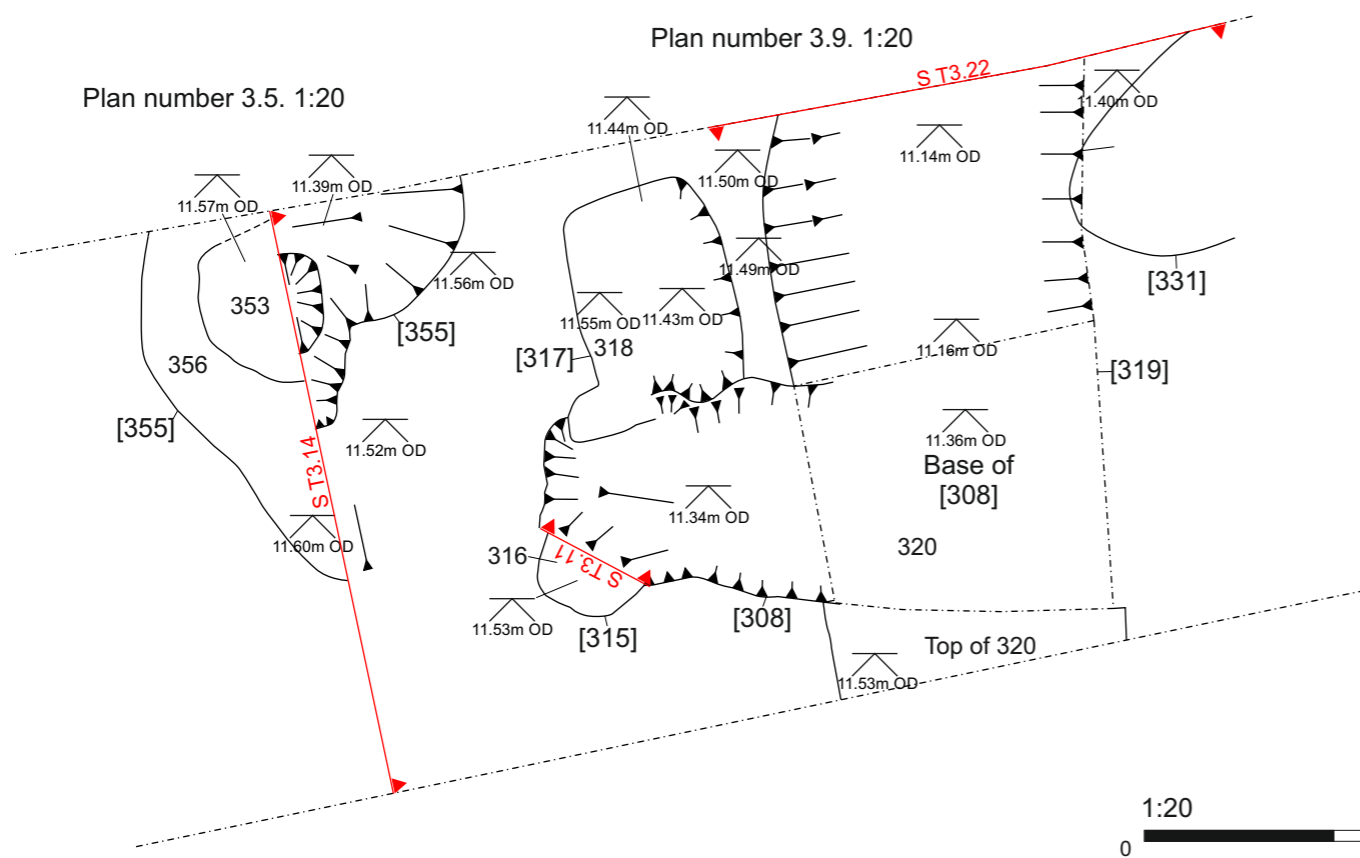 Plan number 3.9. 1:20
Plan number 3.5. 1:20
S T3.22
11.40m OD
11.44m OD
11.14m OD
11.50m OD
11.39m OD
11.57m OD
11.49m OD
11.56m OD
[331]
353
11.55m OD
11.43m OD
[355]
318
[317]
11.16m OD
356
[319]
[355]
11.52m OD
11.36m OD
Base of
[308]
S T3.14
11.34m OD
11.60m OD
320
316
S T3.11
11.53m OD
[315]
[308]
Top of 320
11.53m OD
1:20
0